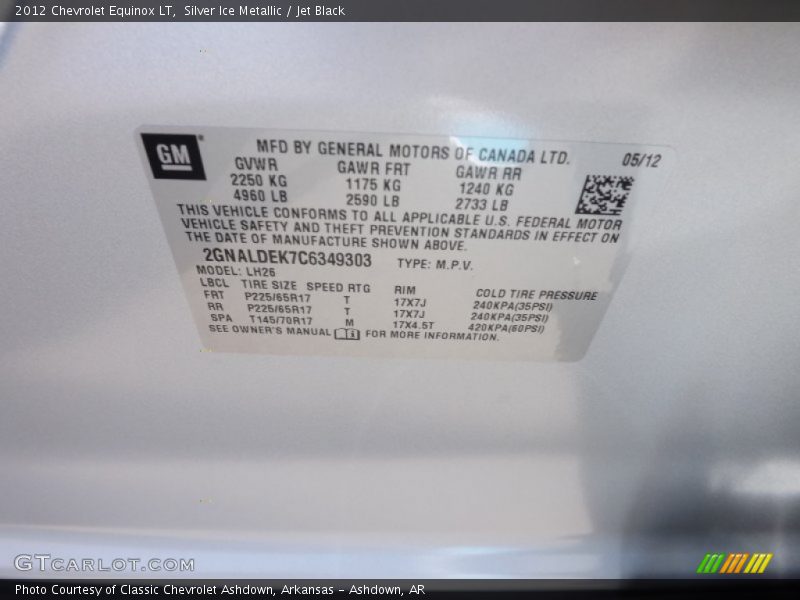 2012 Chevrolet Equinox LT,  Silver Ice Metallic / Jet Black
GM
MFD BY GENERAL MOTORS OF CANADA LTD. 05/12
GVWR GAWR FRT GAWR RR
2250 KG 1175 KG 1240 KG
4960 LB 2590 LB 2733 LB
THIS VEHICLE CONFORMS TO ALL APPLICABLE U.S. FEDERAL MOTOR
VEHICLE SAFETY AND THEFT PREVENTION STANDARDS IN EFFECT ON
THE DATE OF MANUFACTURE SHOWN ABOVE.
2GNALDEK7C6349303 TYPE: M.P.V.
MODEL: LH26
LBCL TIRE SIZE SPEED RTG RIM COLD TIRE PRESSURE
FRT P225/65R17 T 17X7J 240KPA(35PSI)
RR P225/65R17 T 17X7J 240KPA(35PSI)
SPA T145/70R17 M 17X4.5T 420KPA(60PSI)
SEE OWNER'S MANUAL FOR MORE INFORMATION.
GTCARLOT.COM
Photo Courtesy of Classic Chevrolet Ashdown, Arkansas - Ashdown, AR